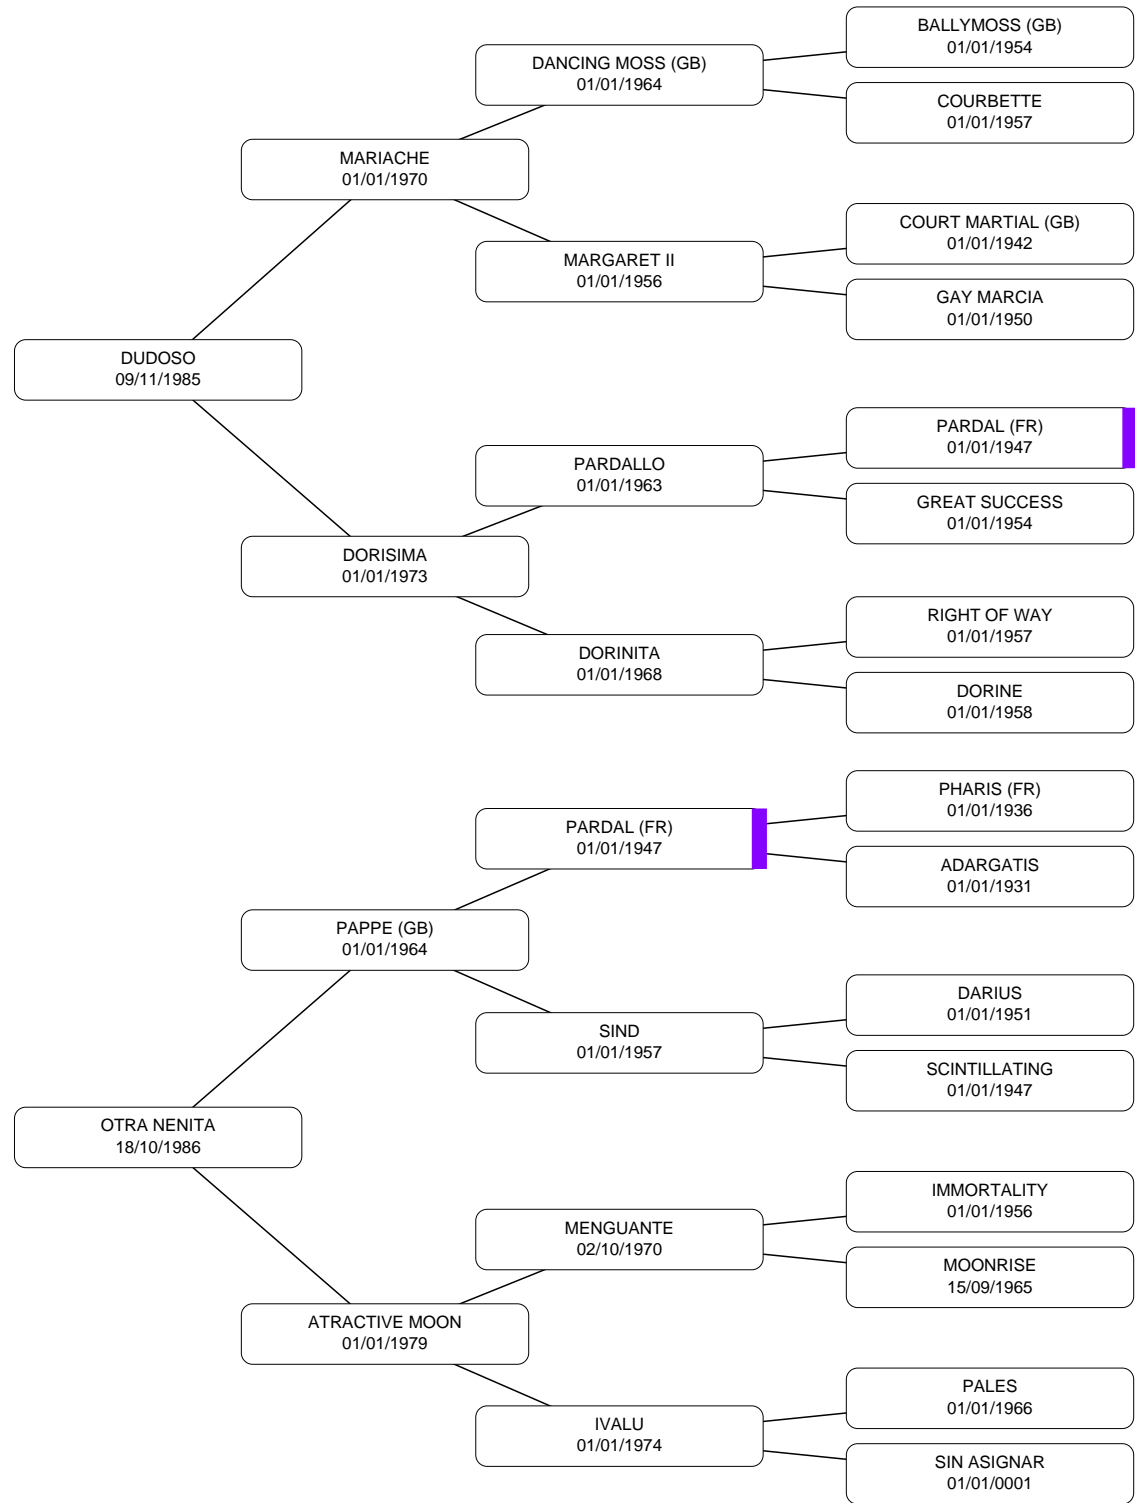 BALLYMOSS (GB)
01/01/1954
DANCING MOSS (GB)
01/01/1964
COURBETTE
01/01/1957
MARIACHE
01/01/1970
COURT MARTIAL (GB)
01/01/1942
MARGARET II
01/01/1956
GAY MARCIA
01/01/1950
DUDOSO
09/11/1985
PARDAL (FR)
01/01/1947
PARDALLO
01/01/1963
GREAT SUCCESS
01/01/1954
DORISIMA
01/01/1973
RIGHT OF WAY
01/01/1957
DORINITA
01/01/1968
DORINE
01/01/1958
PHARIS (FR)
01/01/1936
PARDAL (FR)
01/01/1947
ADARGATIS
01/01/1931
PAPPE (GB)
01/01/1964
DARIUS
01/01/1951
SIND
01/01/1957
SCINTILLATING
01/01/1947
OTRA NENITA
18/10/1986
IMMORTALITY
01/01/1956
MENGUANTE
02/10/1970
MOONRISE
15/09/1965
ATRACTIVE MOON
01/01/1979
PALES
01/01/1966
IVALU
01/01/1974
SIN ASIGNAR
01/01/0001